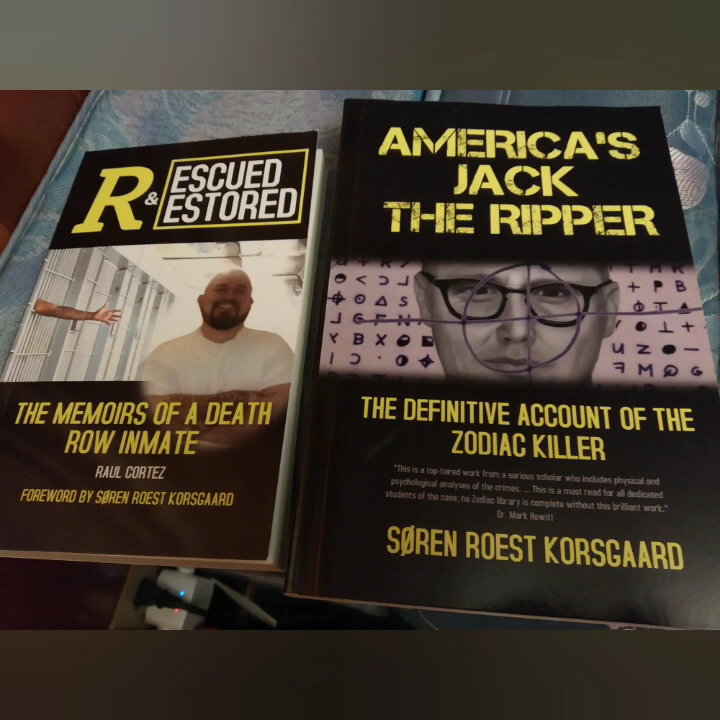 R & ESCUED
ESTORED
THE MEMOIRS OF A DEATH
ROW INMATE
RAUL CORTEZ
FOREWORD BY SØREN ROEST KORSGAARD
AMERICA'S
JACK
THE RIPPER
THE DEFINITIVE ACCOUNT OF THE
ZODIAC KILLER
"This is a top-tiered work from a serious scholar who includes physical and
psychological analyses of the crimes. ... This is a must read for all dedicated
students of the case; no Zodiac library is complete without this brilliant work."
Dr. Mark Hewitt
SØREN ROEST KORSGAARD